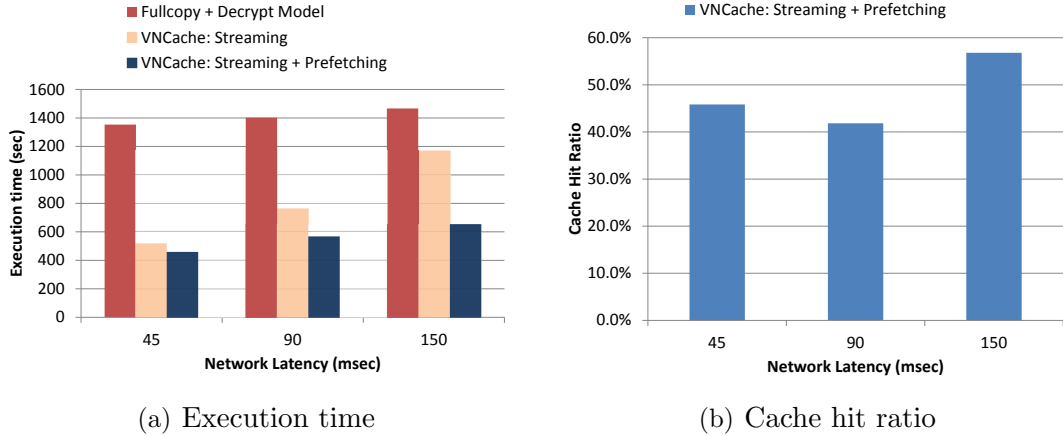 Fullcopy + Decrypt Model
VNCache: Streaming
VNCache: Streaming + Prefetching
1600
1400
1200
1000
800
600
400
200
0
Execution time (sec)
45
90
150
Network Latency (msec)
(a) Execution time
VNCache: Streaming + Prefetching
60.0%
50.0%
40.0%
30.0%
20.0%
10.0%
0.0%
Cache Hit Ratio
45
90
150
Network Latency (msec)
(b) Cache hit ratio